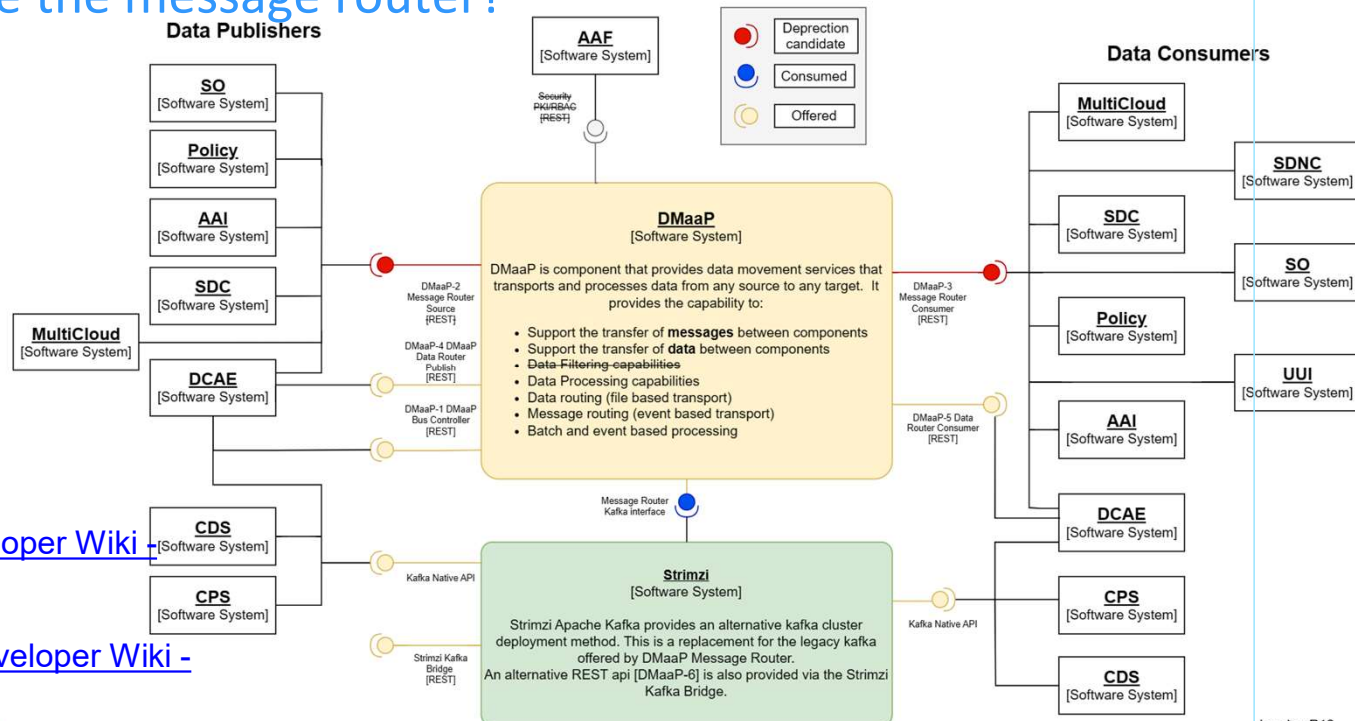 e the message router?
Data Publishers
SO
[Software System]
Policy
[Software System]
AAI
[Software System]
SDC
[Software System]
MultiCloud
[Software System]
DCAE
[Software System]
CDS
[Software System]
CPS
[Software System]
oper Wiki -
veloper Wiki -
AAF
[Software System]
Security
PKI/RBAC
[REST]
Deprection
candidate
Consumed
Offered
DMaaP-2
Message Router
Source
[REST]
DMaaP-4 DMaaP
Data Router
Publish
[REST]
DMaaP-1 DMaaP
Bus Controller
[REST]
DMaaP
[Software System]
DMaaP is component that provides data movement services that
transports and processes data from any source to any target. It
provides the capability to:
• Support the transfer of messages between components
• Support the transfer of data between components
• Data Filtering capabilities
• Data Processing capabilities
• Data routing (file based transport)
• Message routing (event based transport)
• Batch and event based processing
Message Router
Kafka interface
Kafka Native API
Strimzi Kafka
Bridge
[REST]
Strimzi
[Software System]
Strimzi Apache Kafka provides an alternative kafka cluster
deployment method. This is a replacement for the legacy kafka
offered by DMaaP Message Router.
An alternative REST api [DMaaP-6] is also provided via the Strimzi
Kafka Bridge.
DMaaP-3
Message Router
Consumer
[REST]
DMaaP-5 Data
Router Consumer
[REST]
Kafka Native API
Data Consumers
MultiCloud
[Software System]
SDNC
[Software System]
SDC
[Software System]
SO
[Software System]
Policy
[Software System]
UUI
[Software System]
AAI
[Software System]
DCAE
[Software System]
CPS
[Software System]
CDS
[Software System]